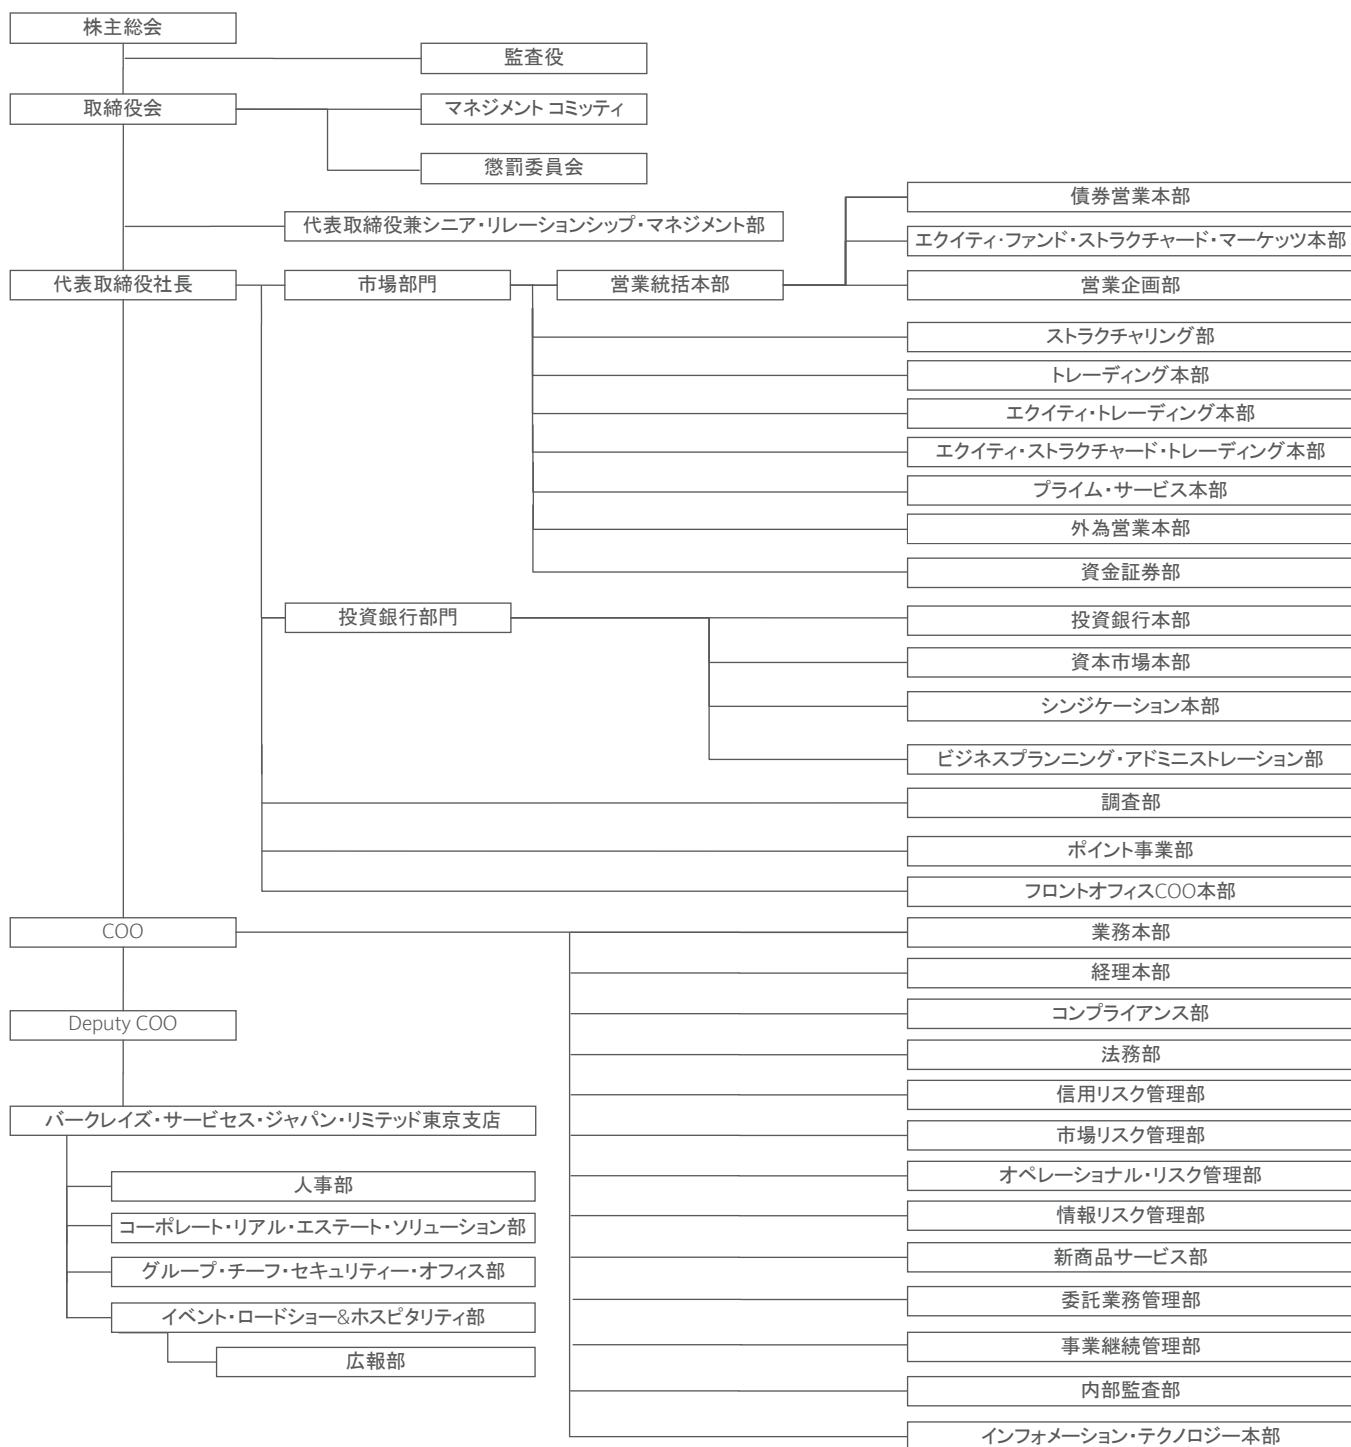 株主総会
監査役
取締役会
マネジメント コミッティ
懲罰委員会
債券営業本部
代表取締役兼シニア・リレーションシップ・マネジメント部
エクイティ・ファンド・ストラクチャード・マーケッツ本部
代表取締役社長
市場部門
営業統括本部
営業企画部
ストラクチャリング部
トレーディング本部
エクイティ・トレーディング本部
エクイティ・ストラクチャード・トレーディング本部
プライム・サービス本部
外為営業本部
資金証券部
投資銀行部門
投資銀行本部
資本市場本部
シンジケーション本部
ビジネスプランニング・アドミニストレーション部
調査部
ポイント事業部
フロントオフィスCOO本部
COO
業務本部
経理本部
Deputy COO
コンプライアンス部
法務部
信用リスク管理部
バークレイズ・サービセス・ジャパン・リミテッド東京支店
市場リスク管理部
オペレーショナル・リスク管理部
人事部
情報リスク管理部
コーポレート・リアル・エステート・ソリューション部
新商品サービス部
グループ・チーフ・セキュリティー・オフィス部
委託業務管理部
イベント・ロードショー&ホスピタリティ部
事業継続管理部
広報部
内部監査部
インフォメーション・テクノロジー本部